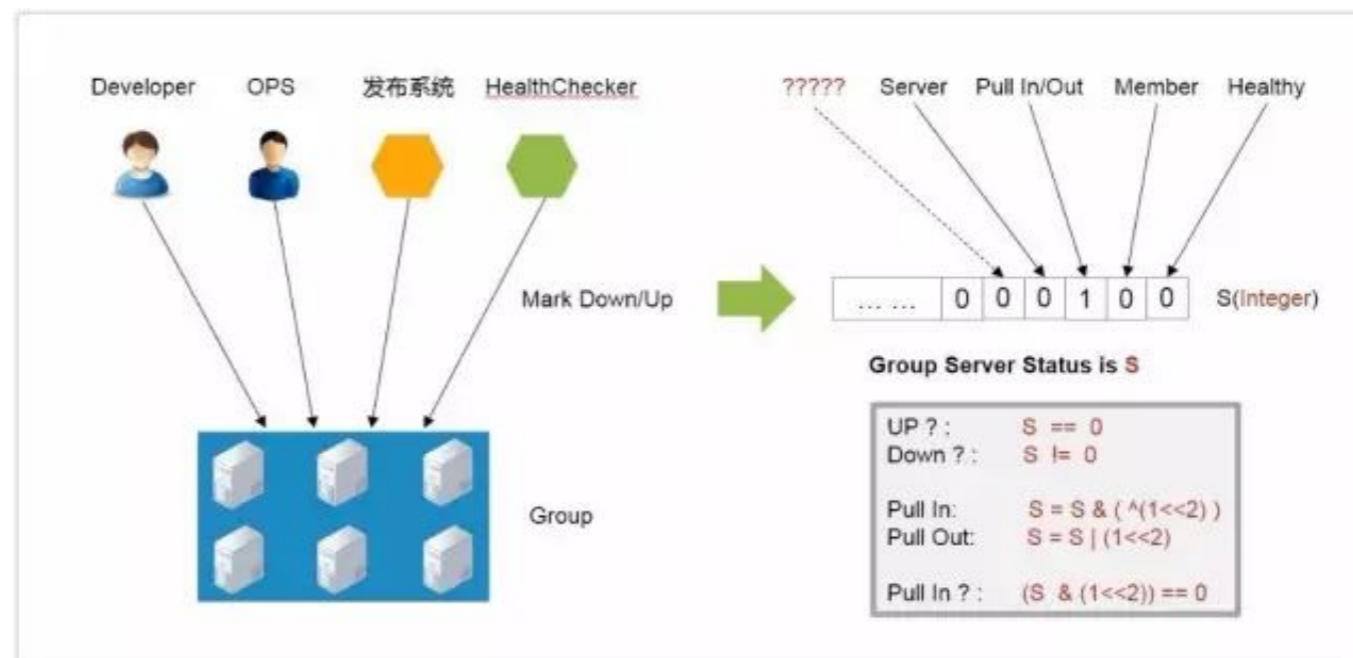 Developer OPS 发布系统 HealthChecker
Mark Down/Up
Group
????? Server Pull In/Out Member Healthy
... ... 0 0 0 1 0 0 S(Integer)
Group Server Status is S
UP ? : S == 0
Down ? : S != 0
Pull In: S = S & ( ^(1<<2) )
Pull Out: S = S | (1<<2)
Pull In ? : (S & (1<<2)) == 0